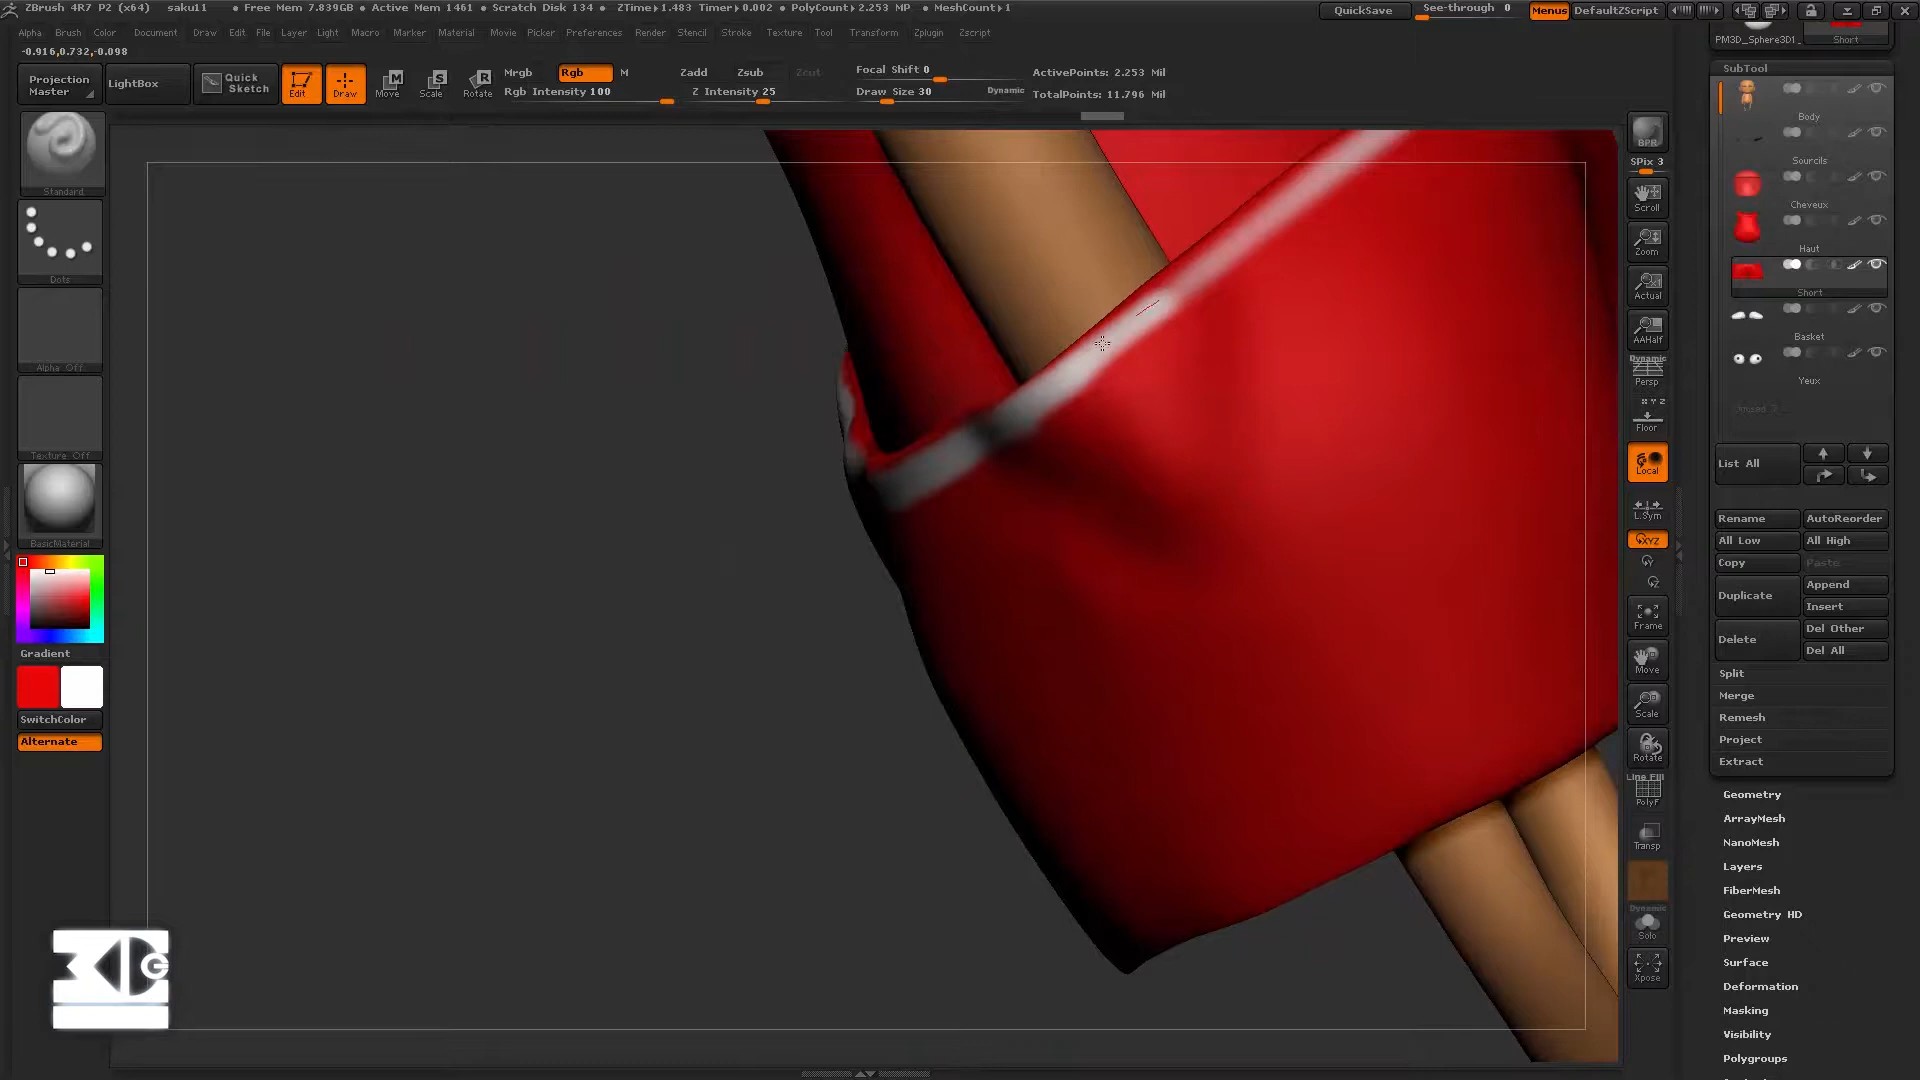 ZBrush 4R7 P2 (x64) saku11 • Free Mem 7.839GB • Active Mem 1461 • Scratch Disk 134 • ZTime▸1.483 Timer▸0.002 • PolyCount▸2.253 MP • MeshCount▸1
QuickSave See-through 0 Menus DefaultZScript
Alpha Brush Color Document Draw Edit File Layer Light Macro Marker Material Movie Picker Preferences Render Stencil Stroke Texture Tool Transform Zplugin Zscript
PM3D_Sphere3D1_ Short
-0.916,0.732,-0.098
Projection Master
LightBox
Quick Sketch
Edit Draw Move Scale Rotate
Mrgb Rgb M
Rgb Intensity 100
Zadd Zsub Zcut
Z Intensity 25
Focal Shift 0
Draw Size 30 Dynamic
ActivePoints: 2.253 Mil
TotalPoints: 11.796 Mil
Standard
Dots
Alpha Off
Texture Off
BasicMaterial
Gradient
SwitchColor
Alternate
BPR
SPix 3
Scroll
Zoom
Actual
AAHalf
Dynamic
Persp
X Y Z
Floor
Local
L.Sym
XYZ
Y
Z
Frame
Move
Scale
Rotate
Line Fill
PolyF
Transp
Dynamic
Solo
Xpose
SubTool
Body
Sourcils
Cheveux
Haut
Short
Basket
Yeux
List All
Rename AutoReorder
All Low All High
Copy Paste
Duplicate Append
Insert
Delete Del Other
Del All
Split
Merge
Remesh
Project
Extract
Geometry
ArrayMesh
NanoMesh
Layers
FiberMesh
Geometry HD
Preview
Surface
Deformation
Masking
Visibility
Polygroups